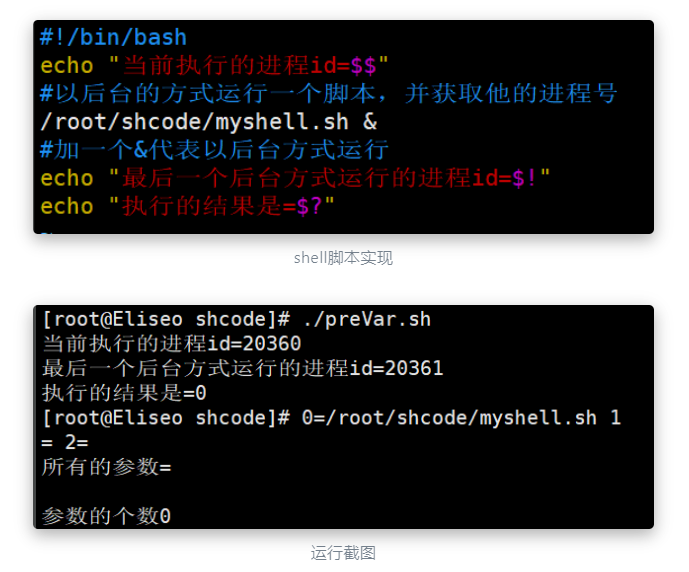 #!/bin/bash
echo "当前执行的进程id=$$"
#以后台的方式运行一个脚本，并获取他的进程号
/root/shcode/myshell.sh &
#加一个&代表以后台方式运行
echo "最后一个后台方式运行的进程id=$!"
echo "执行的结果是=$?"
shell脚本实现
[root@Eliseo shcode]# ./preVar.sh
当前执行的进程id=20360
最后一个后台方式运行的进程id=20361
执行的结果是=0
[root@Eliseo shcode]# 0=/root/shcode/myshell.sh 1
= 2=
所有的参数=
参数的个数0
运行截图